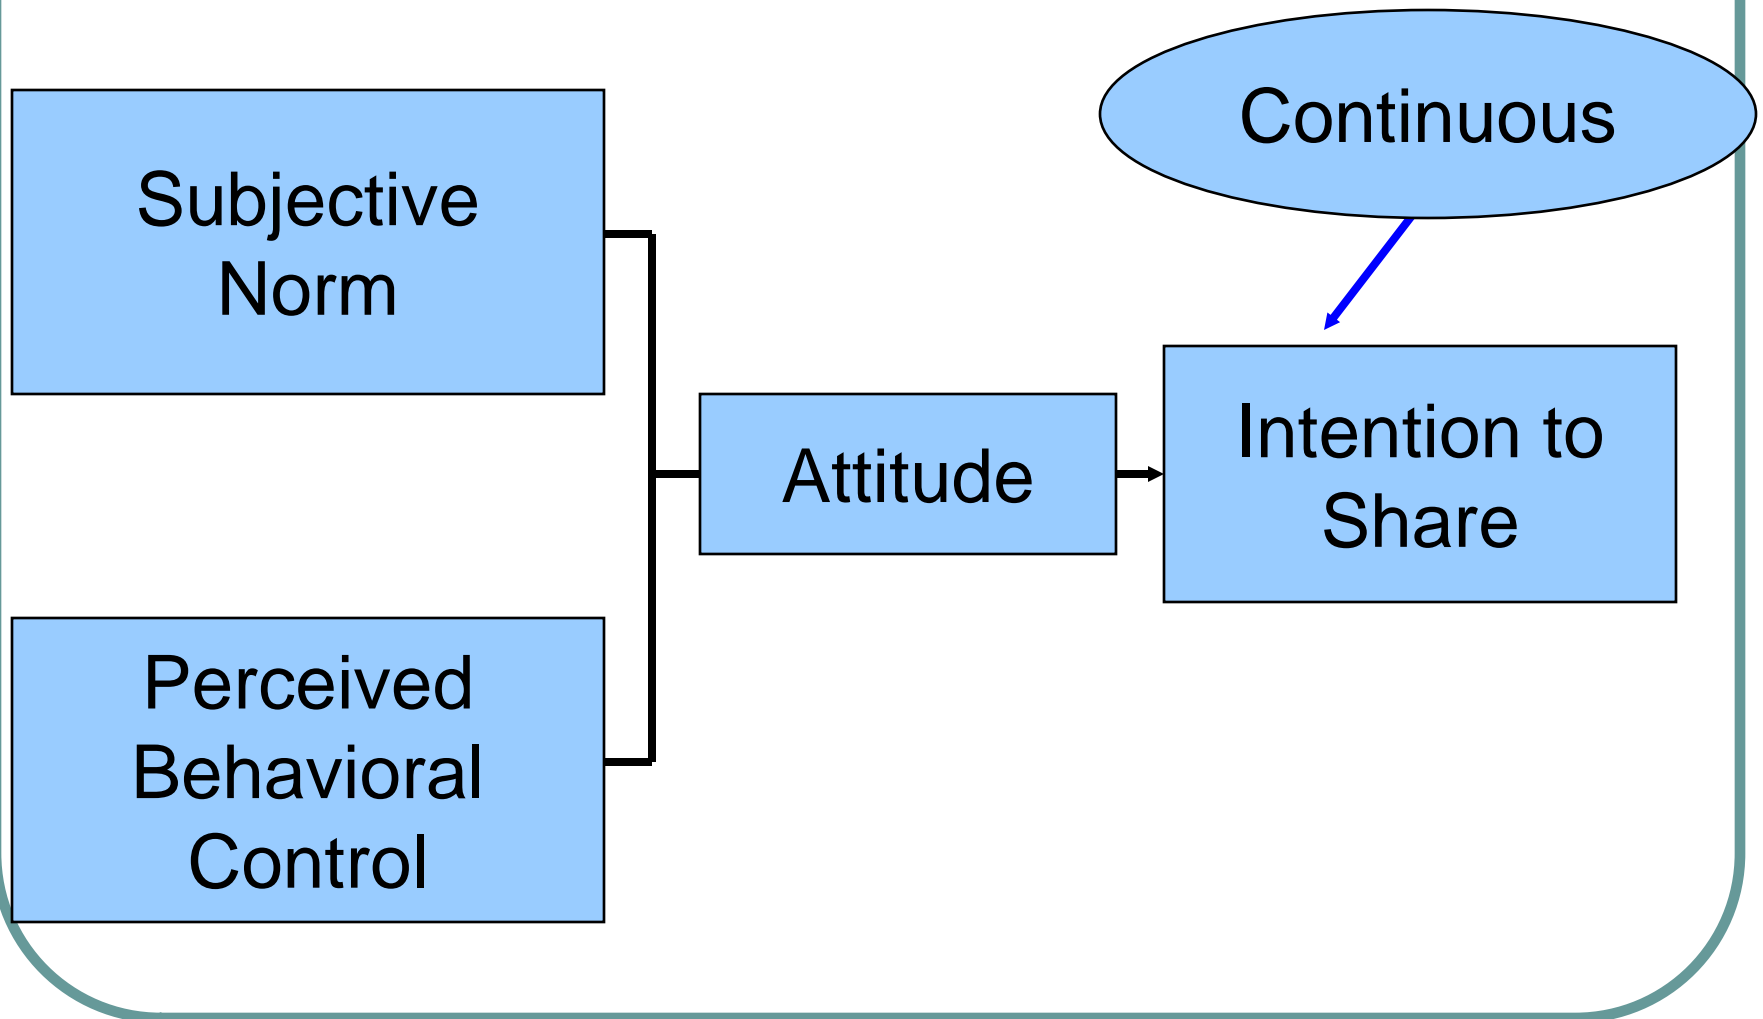 Continuous
Subjective
Norm
Attitude
Intention to
Share
Perceived
Behavioral
Control